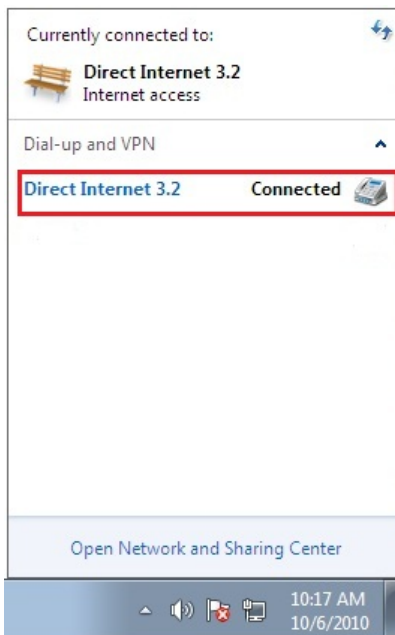 Currently connected to:
Direct Internet 3.2
Internet access
Dial-up and VPN
Direct Internet 3.2 Connected
Open Network and Sharing Center
10:17 AM
10/6/2010